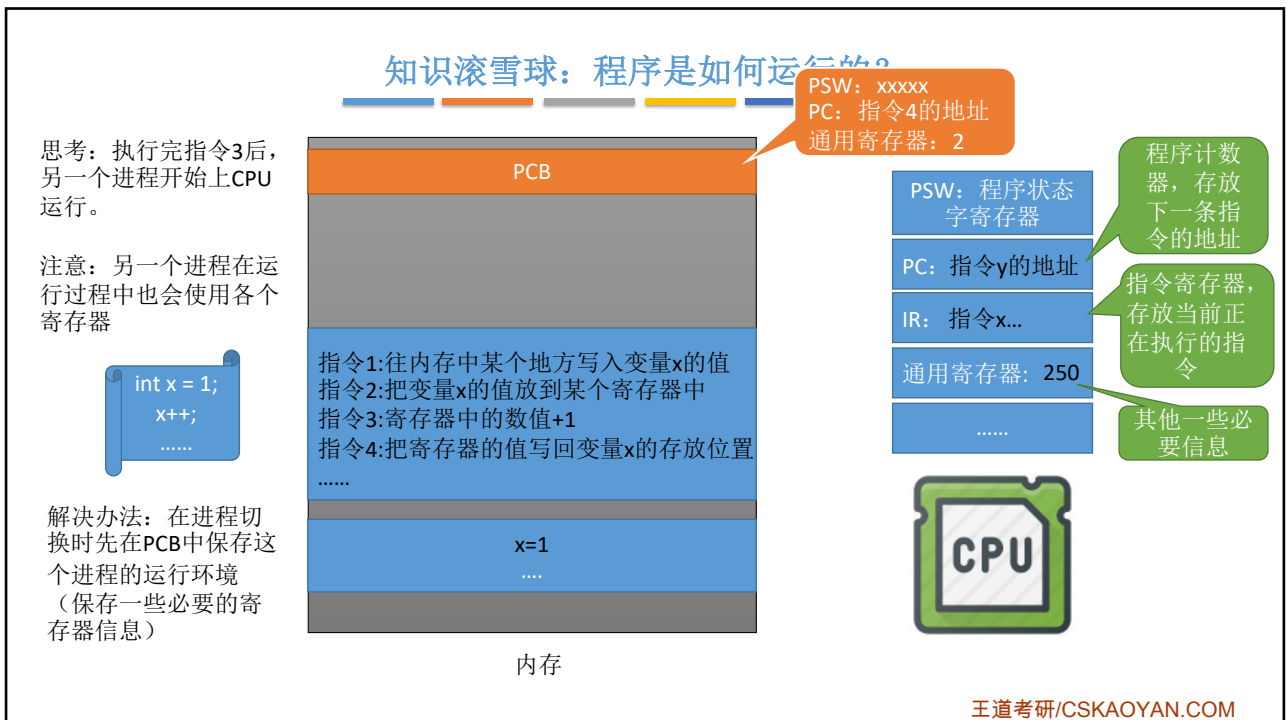 知识滚雪球：程序是如何运行的？
PSW：xxxxx
PC：指令4的地址
通用寄存器：2
思考：执行完指令3后，
另一个进程开始上CPU
运行。
注意：另一个进程在运
行过程中也会使用各个
寄存器
int x = 1;
x++;
……
解决办法：在进程切
换时先在PCB中保存这
个进程的运行环境
（保存一些必要的寄
存器信息）
PCB
指令1:往内存中某个地方写入变量x的值
指令2:把变量x的值放到某个寄存器中
指令3:寄存器中的数值+1
指令4:把寄存器的值写回变量x的存放位置
……
x=1
....
内存
PSW：程序状态
字寄存器
PC：指令y的地址
IR： 指令x...
通用寄存器: 250
……
程序计数
器，存放
下一条指
令的地址
指令寄存器，
存放当前正
在执行的指
令
其他一些必
要信息
CPU
王道考研/CSKAOYAN.COM